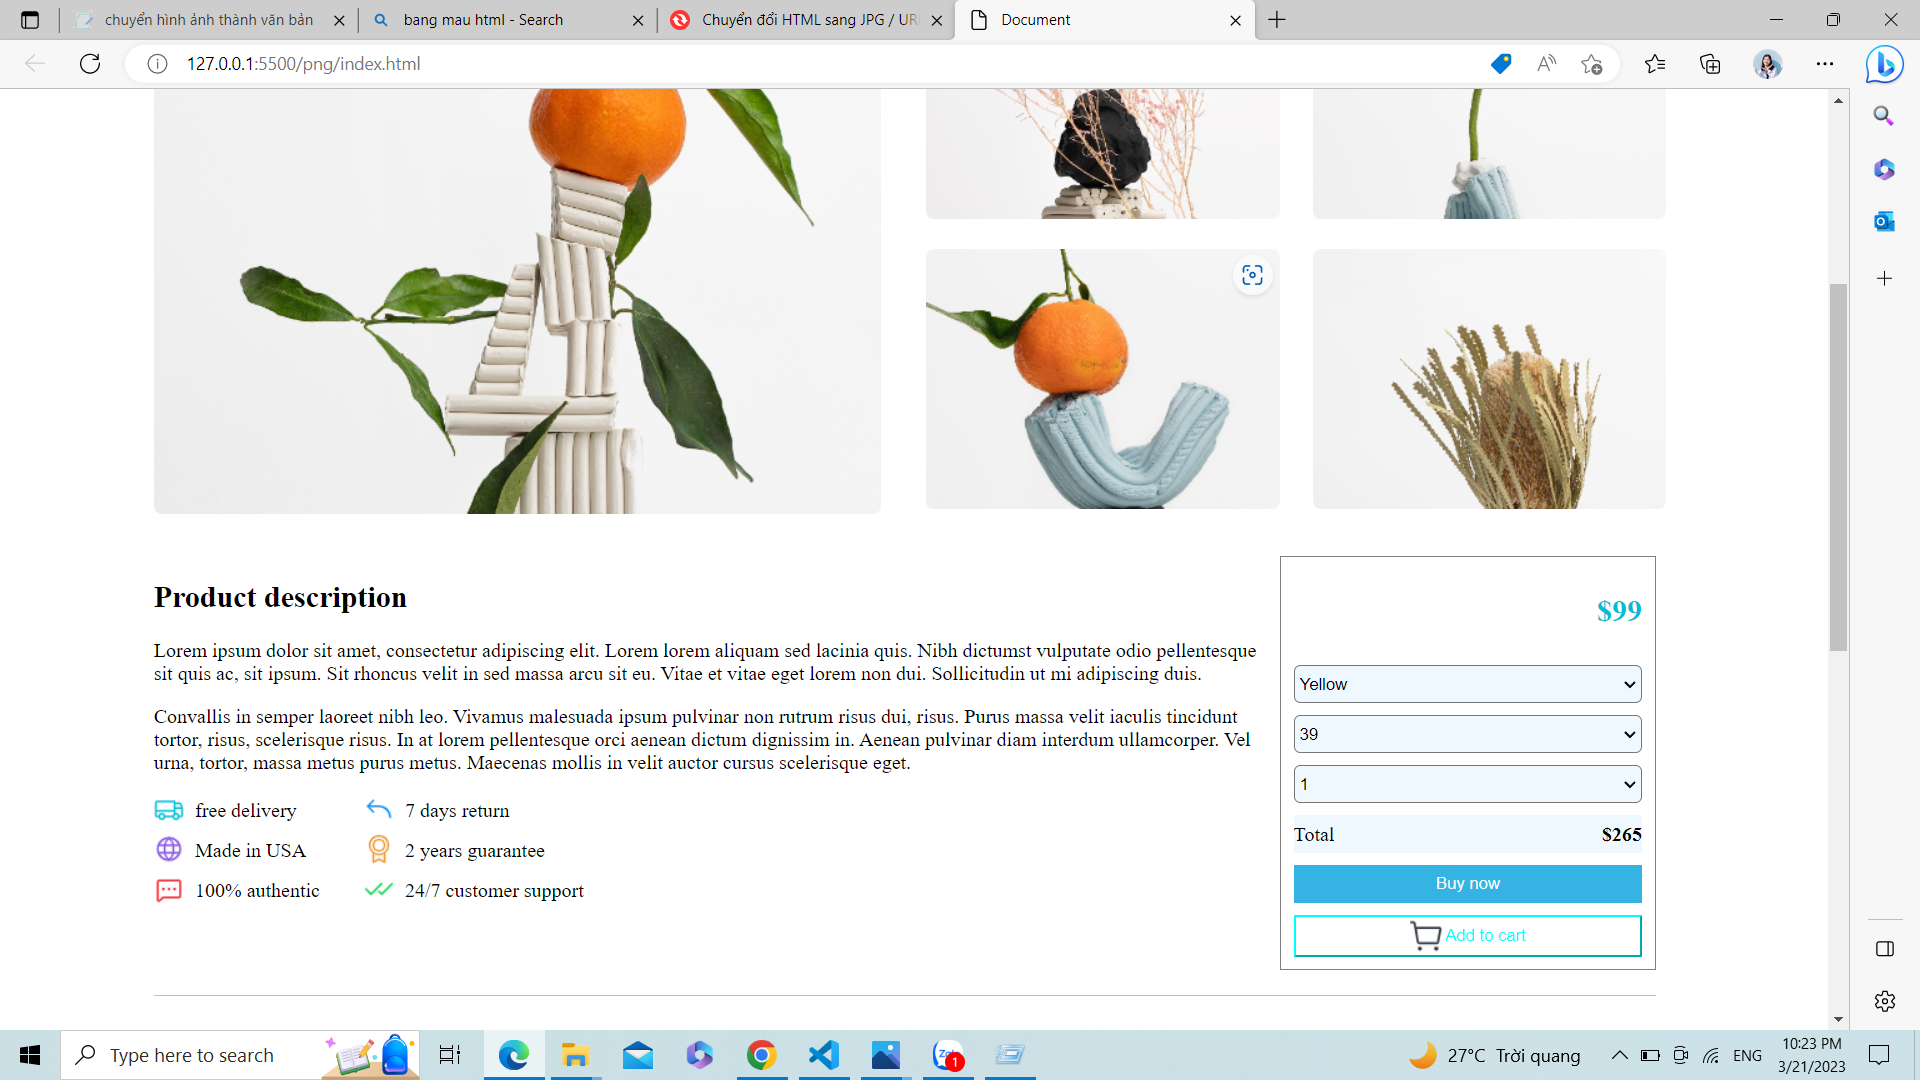 chuyển hình ảnh thành văn bản
bang mau html - Search
Chuyển đổi HTML sang JPG / UR
Document
127.0.0.1:5500/png/index.html
Product description
Lorem ipsum dolor sit amet, consectetur adipiscing elit. Lorem lorem aliquam sed lacinia quis. Nibh dictumst vulputate odio pellentesque
sit quis ac, sit ipsum. Sit rhoncus velit in sed massa arcu sit eu. Vitae et vitae eget lorem non dui. Sollicitudin ut mi adipiscing duis.
Convallis in semper laoreet nibh leo. Vivamus malesuada ipsum pulvinar non rutrum risus dui, risus. Purus massa velit iaculis tincidunt
tortor, risus, scelerisque risus. In at lorem pellentesque orci aenean dictum dignissim in. Aenean pulvinar diam interdum ullamcorper. Vel
urna, tortor, massa metus purus metus. Maecenas mollis in velit auctor cursus scelerisque eget.
free delivery
7 days return
Made in USA
2 years guarantee
100% authentic
24/7 customer support
$99
Yellow
39
1
Total $265
Buy now
Add to cart
Type here to search
1
27°C Trời quang
ENG
10:23 PM
3/21/2023